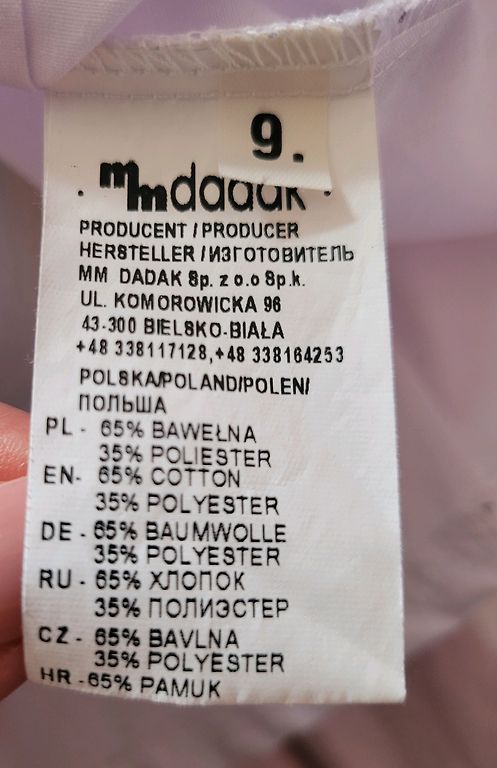 9.
mmdadak
PRODUCENT / PRODUCER
HERSTELLER / ИЗГОТОВИТЕЛЬ
MM DADAK Sp. z o.o Sp.k.
UL. KOMOROWICKA 96
43-300 BIELSKO-BIAŁA
+48 338117128,+48 338164253
POLSKA/POLAND/POLEN/
ПОЛЬША
PL - 65% BAWEŁNA
35% POLIESTER
EN- 65% COTTON
35% POLYESTER
DE - 65% BAUMWOLLE
35% POLYESTER
RU - 65% ХЛОПОК
35% ПОЛИЭСТЕР
CZ - 65% BAVLNA
35% POLYESTER
HR -65% PAMUK